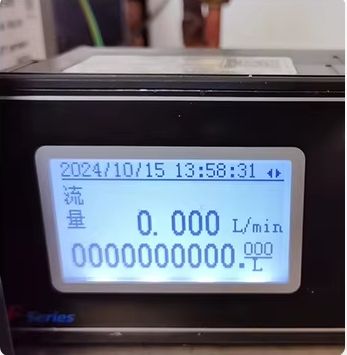 2024/10/15 13:58:31
流量
0.000 L/min
0000000000.000 L
Series